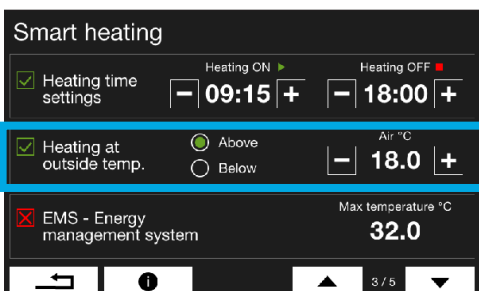 Smart heating
Heating ON
Heating OFF
Heating time
settings
− 09:15 +
− 18:00 +
Heating at
outside temp.
Above
Below
Air °C
− 18.0 +
EMS - Energy
management system
Max temperature °C
32.0
3/5